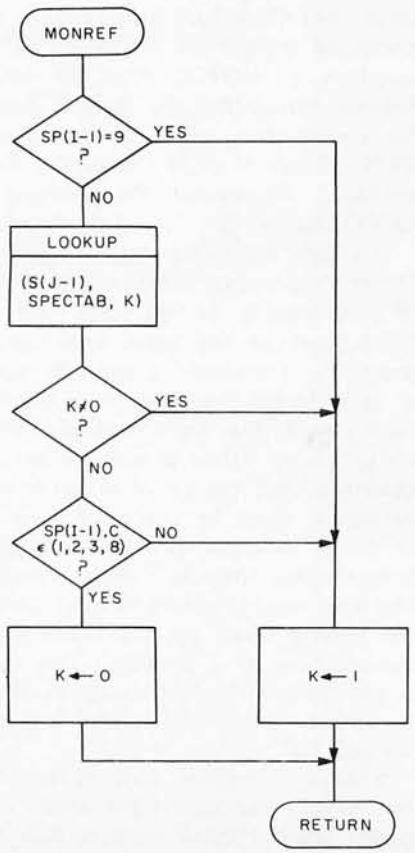 MONREF
SP(I-1)=9
?
YES
NO
LOOKUP
(S(J-1),
SPECTAB, K)
K≠0
?
YES
NO
SP(I-1).C
ϵ (1,2,3,8)
?
NO
YES
K ← 0
K ← 1
RETURN